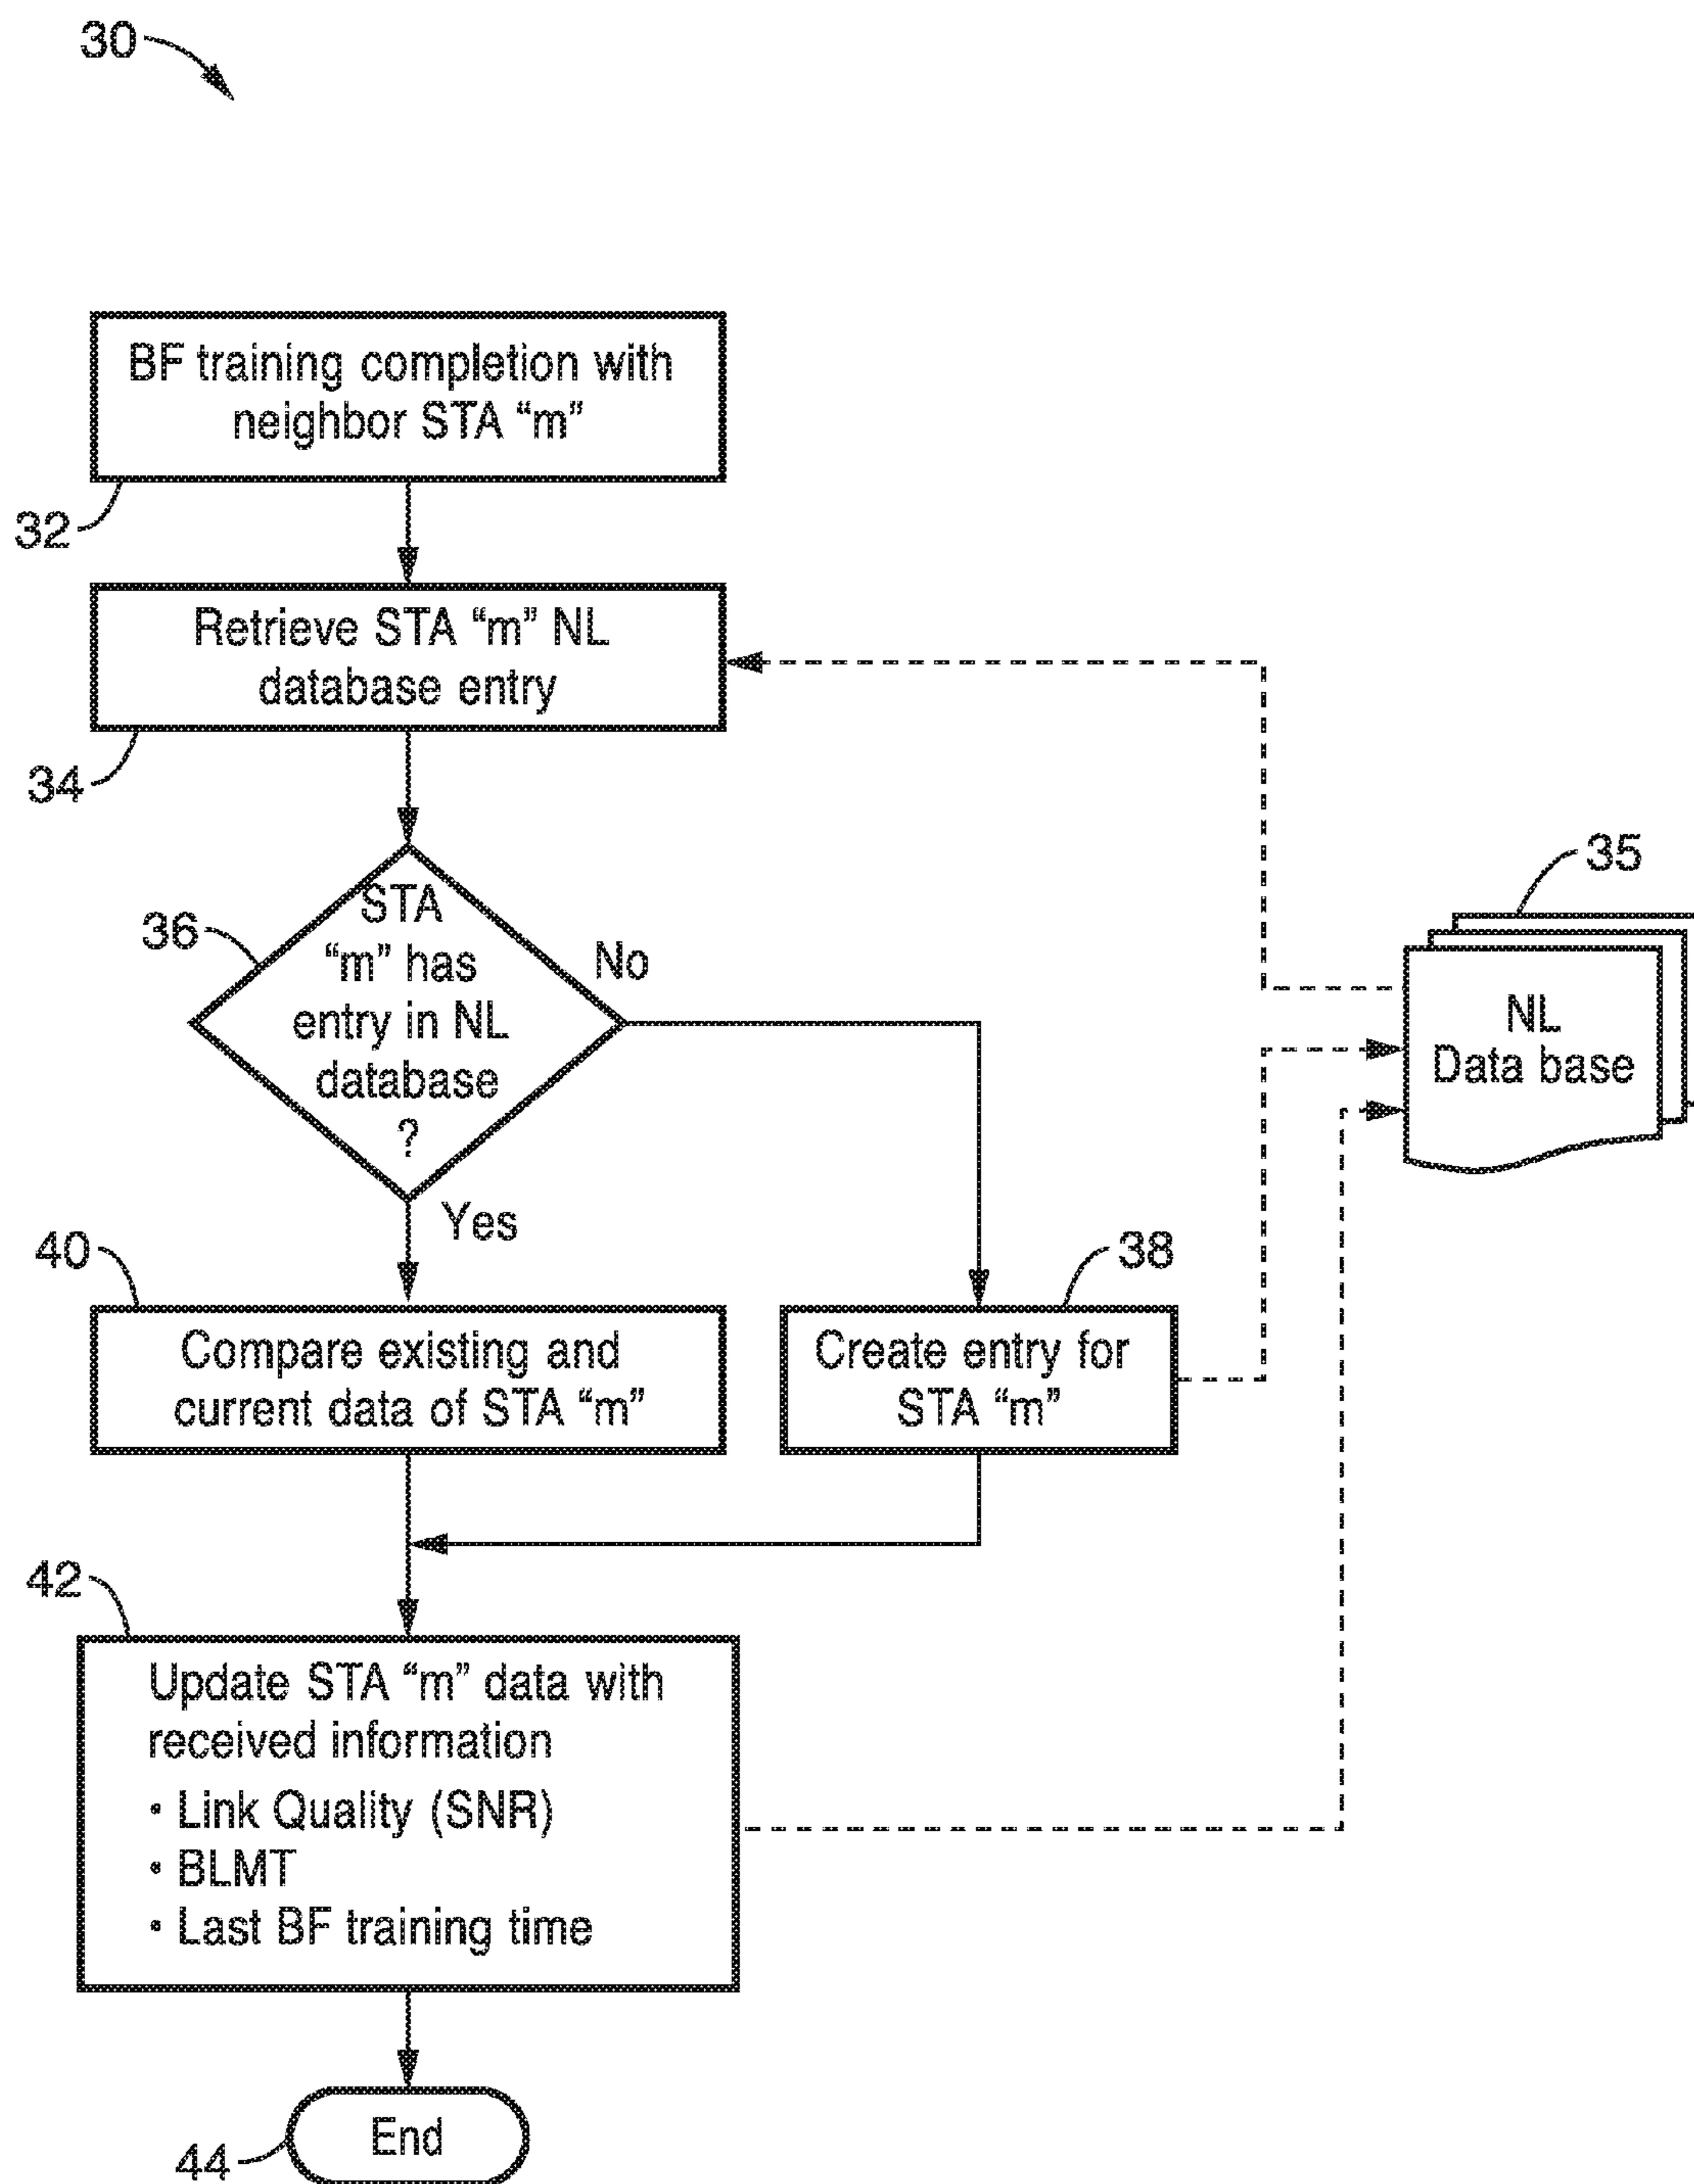 30
BF training completion with
neighbor STA “m”
32
Retrieve STA “m” NL
database entry
34
35
STA
“m” has
entry in NL
database
?
36
No
NL
Data base
Yes
40
38
Compare existing and
current data of STA “m”
Create entry for
STA “m”
42
Update STA “m” data with
received information
• Link Quality (SNR)
• BLMT
• Last BF training time
End
44